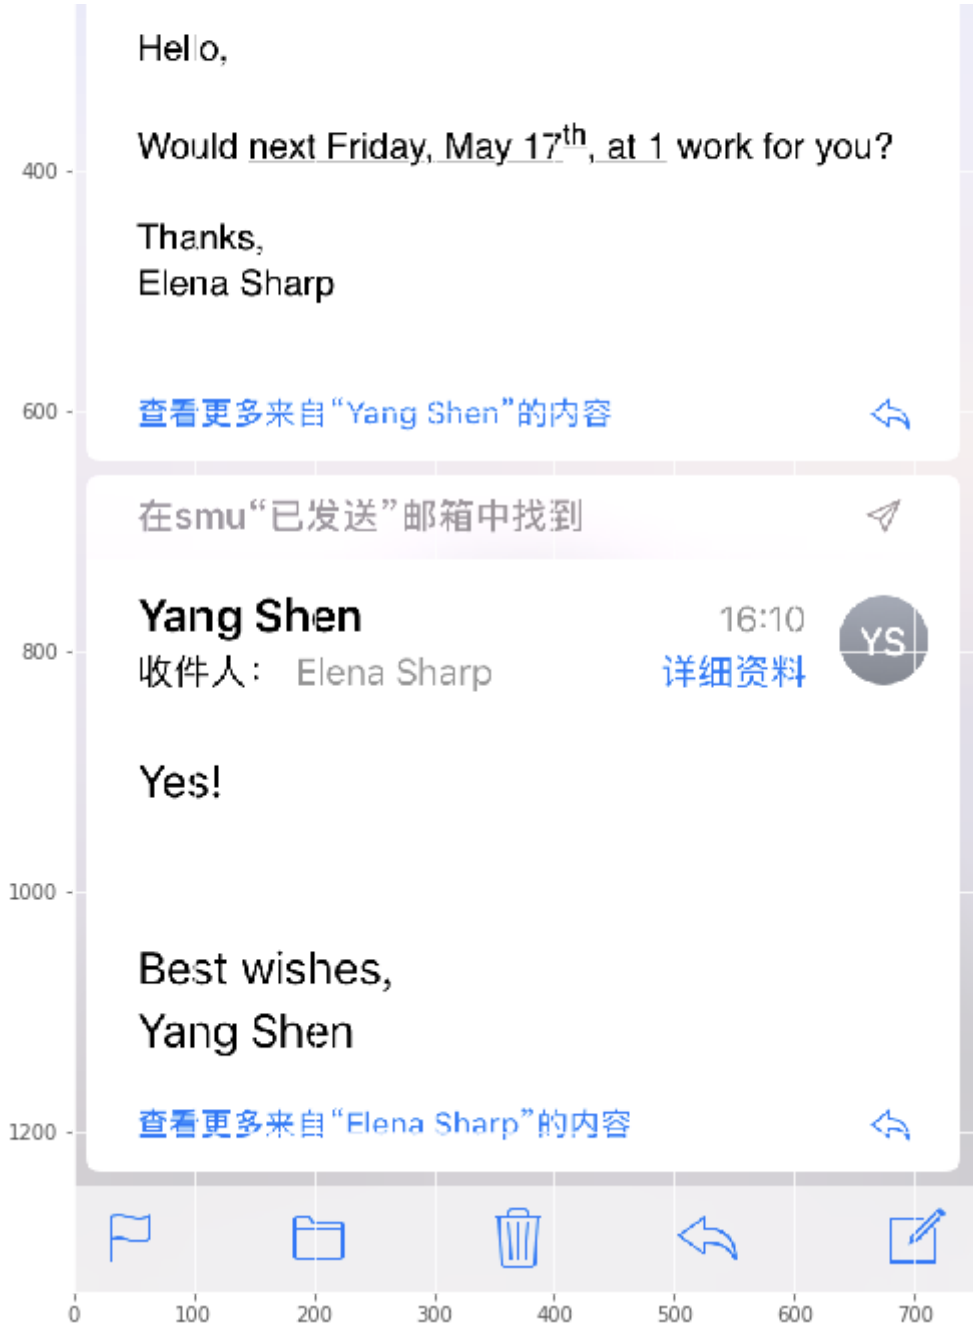 Hello,
Would next Friday, May 17th, at 1 work for you?
400
Thanks,
Elena Sharp
查看更多来自“Yang Shen”的内容
600
在smu“已发送”邮箱中找到
Yang Shen
16:10
YS
800
收件人： Elena Sharp
详细资料
Yes!
1000
Best wishes,
Yang Shen
查看更多来自“Elena Sharp”的内容
1200
0 100 200 300 400 500 600 700